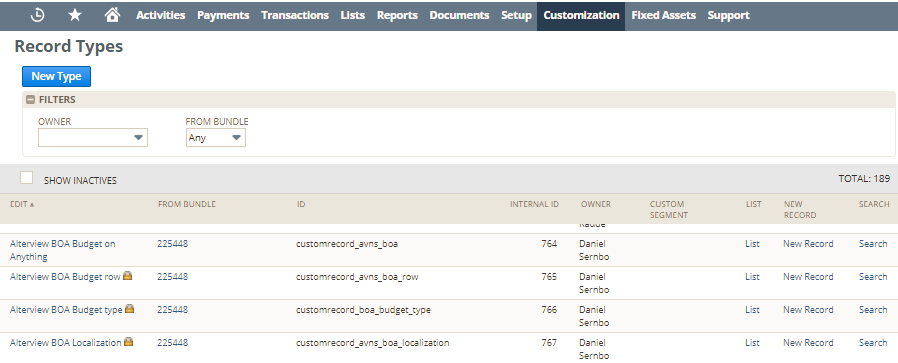 Activities Payments Transactions Lists Reports Documents Setup Customization Fixed Assets Support
Record Types
New Type
FILTERS
OWNER FROM BUNDLE
Any
SHOW INACTIVES TOTAL: 189
EDIT FROM BUNDLE ID INTERNAL ID OWNER CUSTOM SEGMENT LIST NEW RECORD SEARCH
Alterview BOA Budget on Anything 225448 customrecord_avns_boa 764 Daniel Sernbo List New Record Search
Alterview BOA Budget row 225448 customrecord_avns_boa_row 765 Daniel Sernbo List New Record Search
Alterview BOA Budget type 225448 customrecord_boa_budget_type 766 Daniel Sernbo List New Record Search
Alterview BOA Localization 225448 customrecord_avns_boa_localization 767 Daniel Sernbo List New Record Search